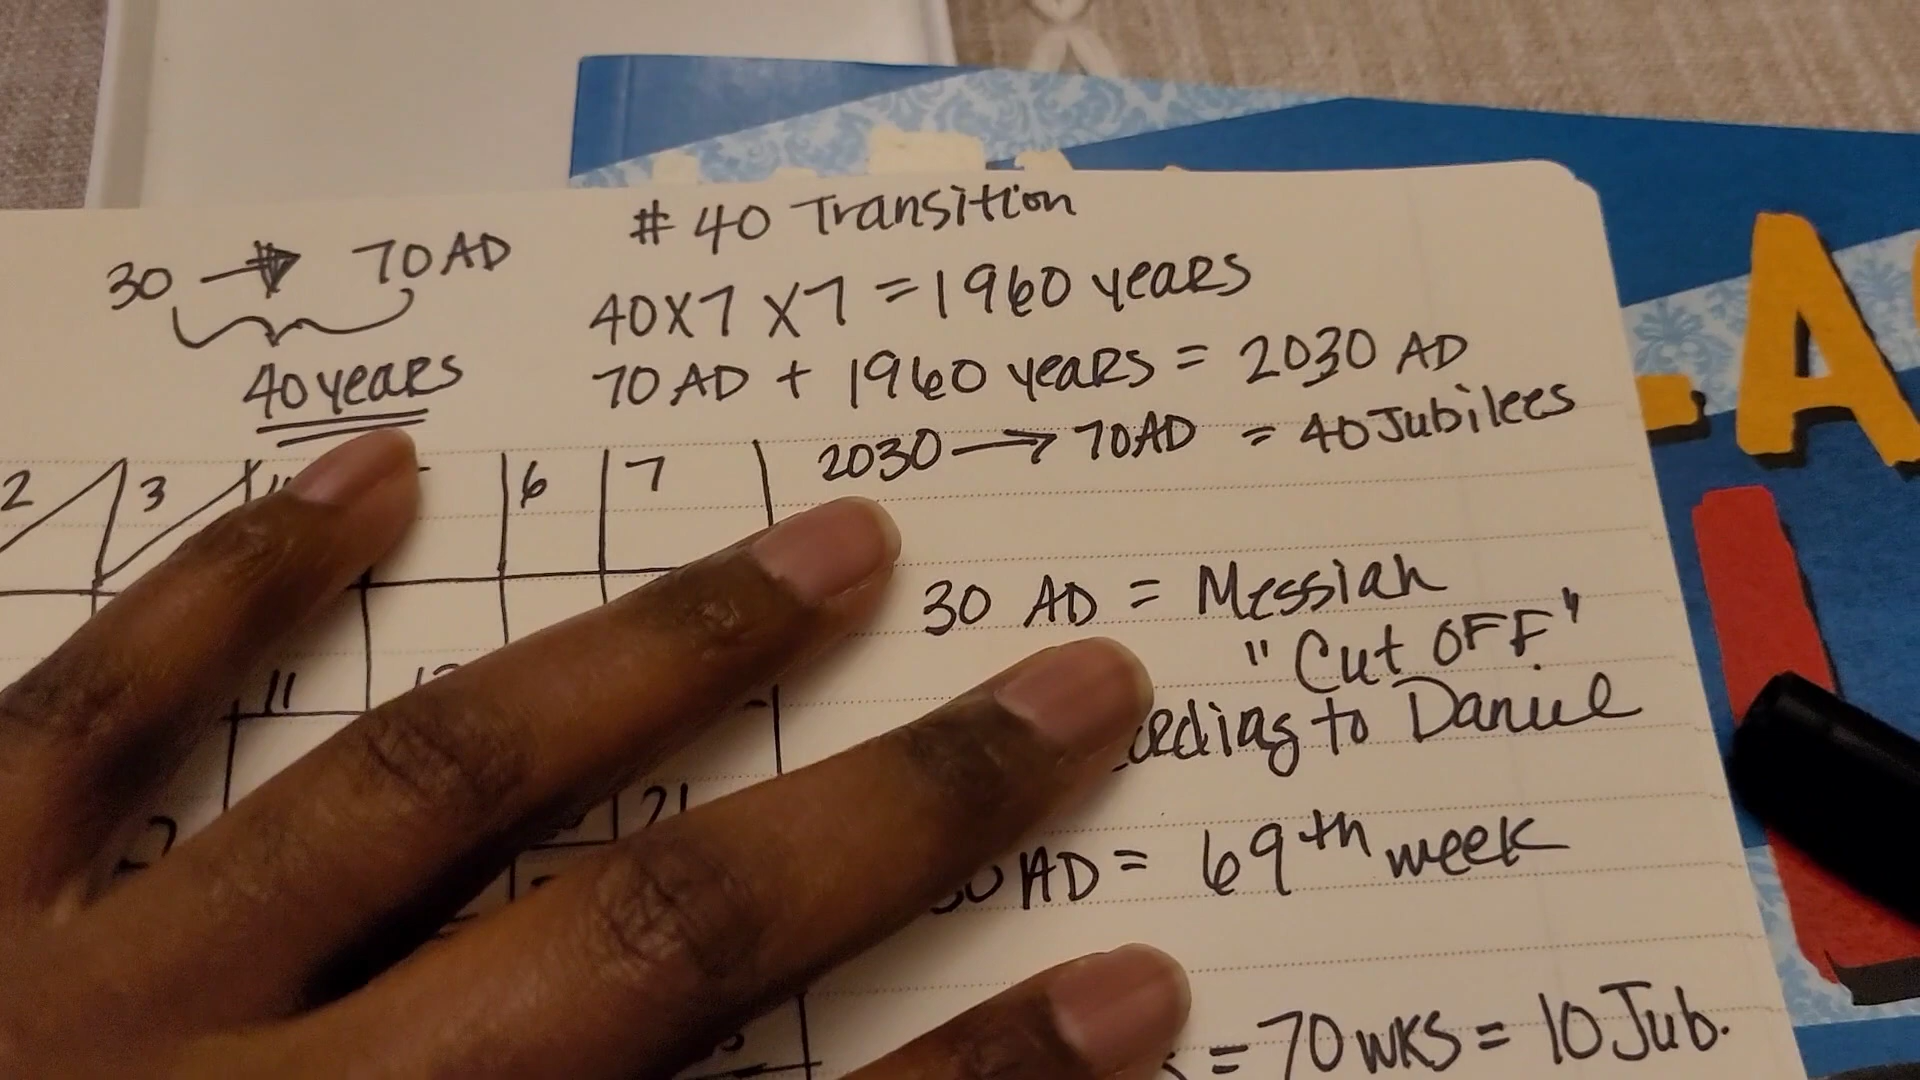 # 40 Transition
30 → 70 AD
40 years
40 x 7 x 7 = 1960 years
70 AD + 1960 years = 2030 AD
2030 → 70 AD = 40 Jubilees
2 3 6 7
30 AD = Messiah
"Cut OFF"
to Daniel
11
21
AD = 69th week
= 70 wks = 10 Jub.